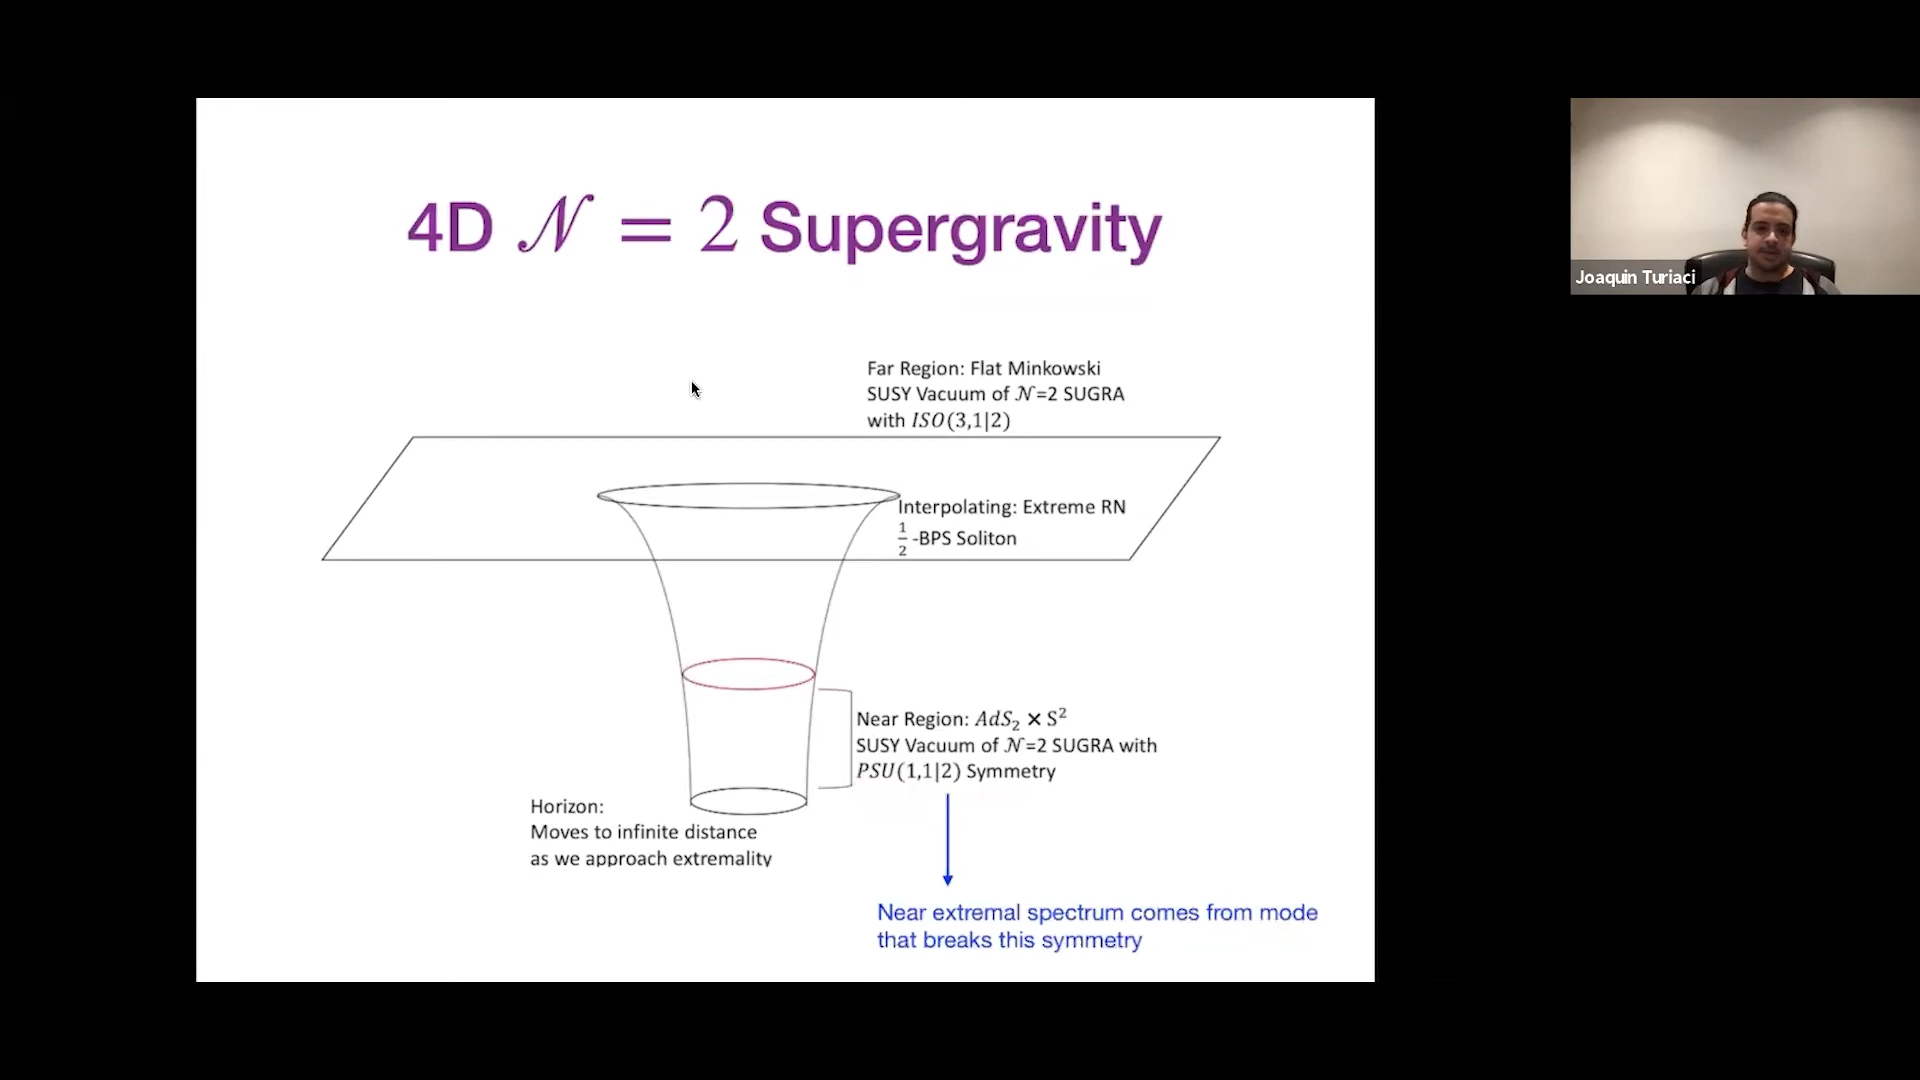 4D 𝒩 = 2 Supergravity
Joaquin Turiaci
Far Region: Flat Minkowski
SUSY Vacuum of 𝒩=2 SUGRA
with ISO(3,1|2)
Interpolating: Extreme RN
1/2 -BPS Soliton
Near Region: AdS₂ × S²
SUSY Vacuum of 𝒩=2 SUGRA with
PSU(1,1|2) Symmetry
Horizon:
Moves to infinite distance
as we approach extremality
Near extremal spectrum comes from mode
that breaks this symmetry